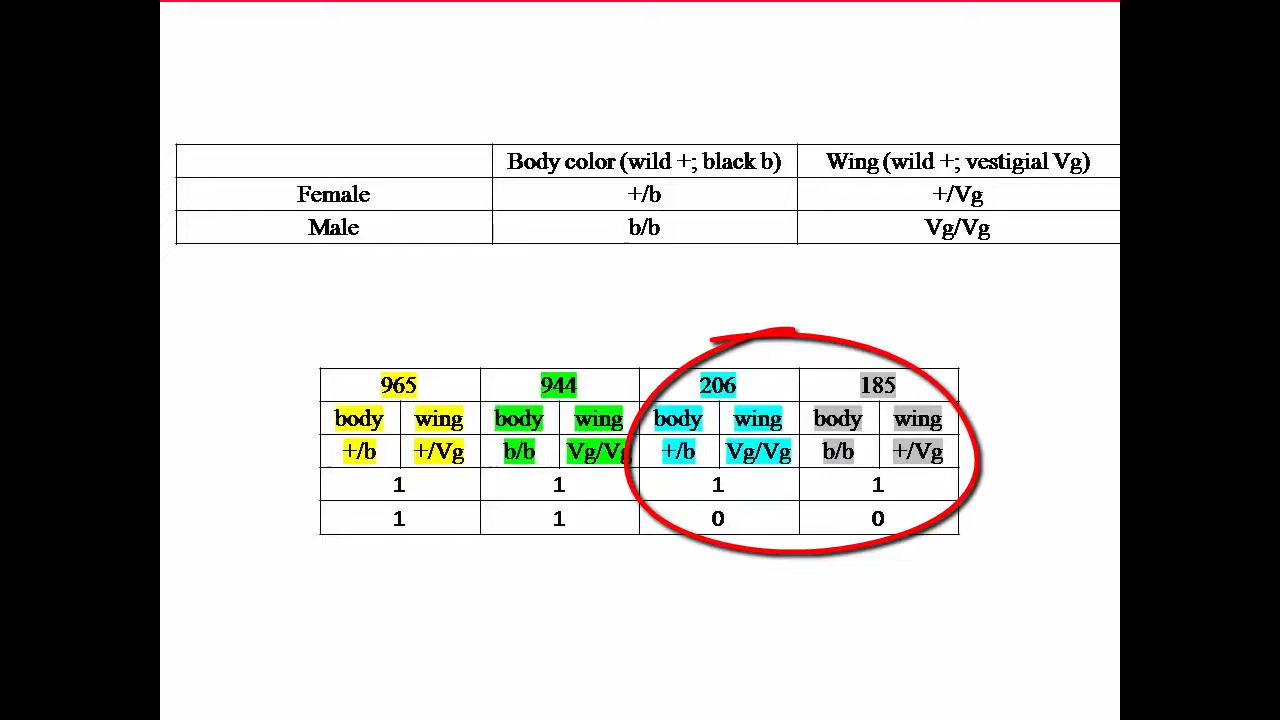 Body color (wild +; black b) Wing (wild +; vestigial Vg)
Female +/b +/Vg
Male b/b Vg/Vg
965 944 206 185
body wing body wing body wing body wing
+/b +/Vg b/b Vg/Vg +/b Vg/Vg b/b +/Vg
1 1 1 1
1 1 0 0